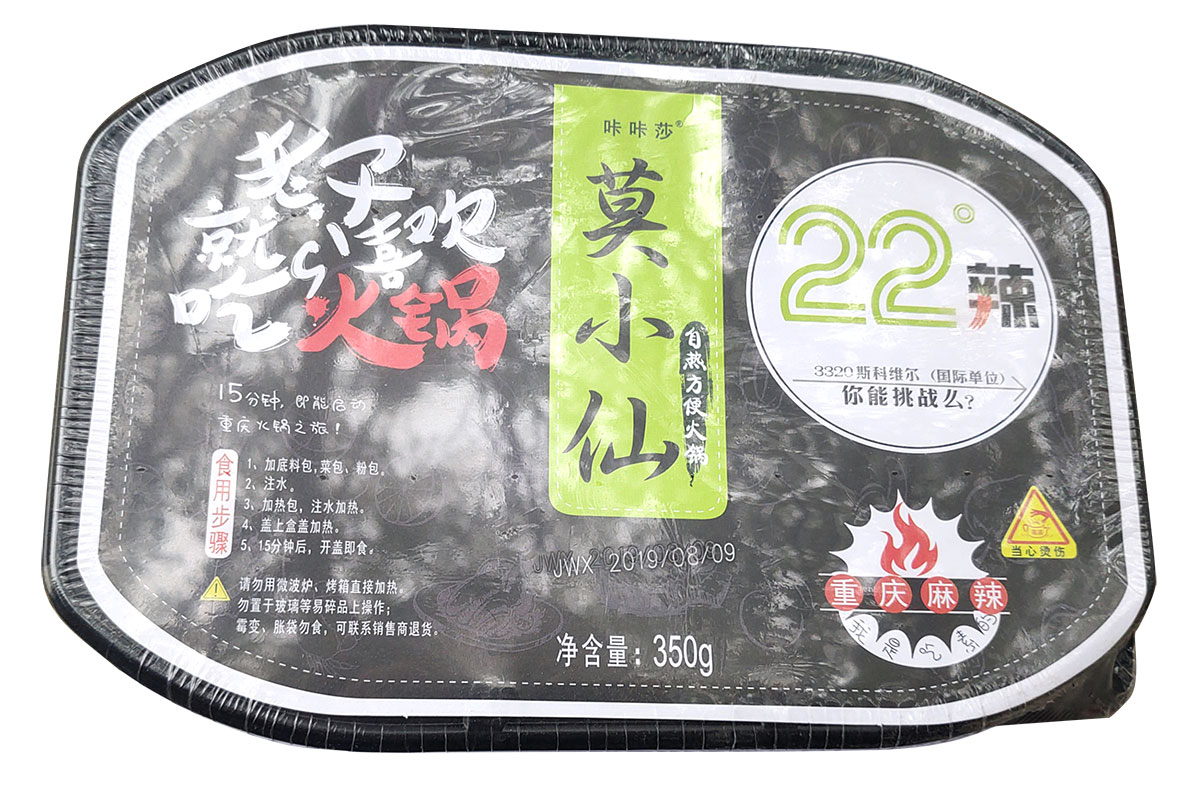 老子
就是喜欢
吃火锅
15分钟,即能启动
重庆火锅之旅!
食用步骤
1、加底料包,菜包、粉包。
2、注水。
3、加热包,注水加热。
4、盖上盒盖加热。
5、15分钟后,开盖即食。
请勿用微波炉、烤箱直接加热。
勿置于玻璃等易碎品上操作;
霉变、胀袋勿食,可联系销售商退货。
咔咔莎®
莫小仙
自热方便火锅
JWX 2019/08/09
净含量:350g
22°辣
3320斯科维尔(国际单位)
你能挑战么?
当心烫伤
重庆麻辣